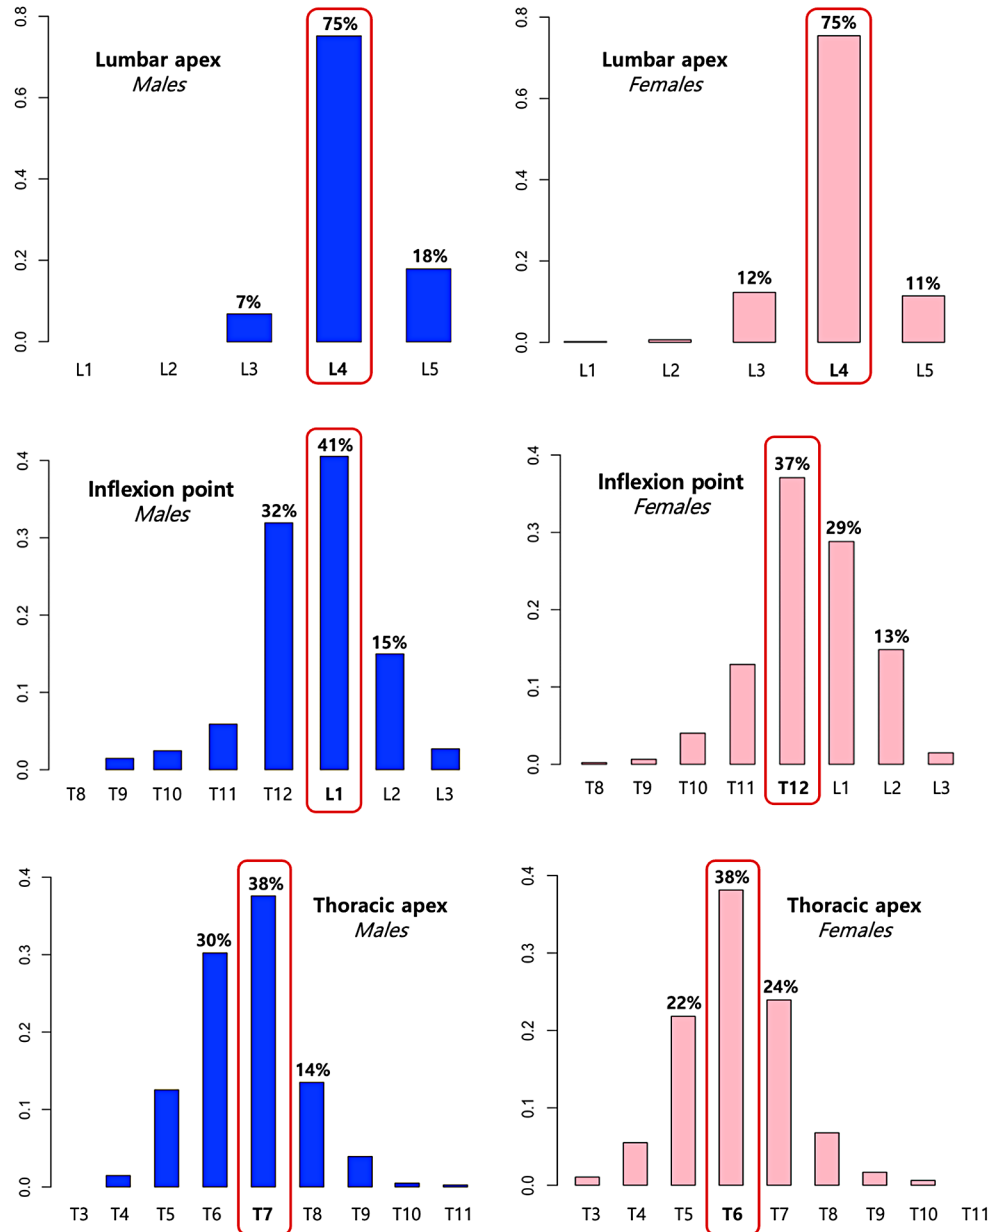 0.8
0.6
0.4
0.2
0.0
Lumbar apex
Males
7%
75%
18%
L1 L2 L3 L4 L5
0.8
0.6
0.4
0.2
0.0
Lumbar apex
Females
12%
75%
11%
L1 L2 L3 L4 L5
0.4
0.3
0.2
0.1
0.0
Inflexion point
Males
32%
41%
15%
T8 T9 T10 T11 T12 L1 L2 L3
0.4
0.3
0.2
0.1
0.0
Inflexion point
Females
37%
29%
13%
T8 T9 T10 T11 T12 L1 L2 L3
0.4
0.3
0.2
0.1
0.0
Thoracic apex
Males
30%
38%
14%
T3 T4 T5 T6 T7 T8 T9 T10 T11
0.4
0.3
0.2
0.1
0.0
Thoracic apex
Females
22%
38%
24%
T3 T4 T5 T6 T7 T8 T9 T10 T11